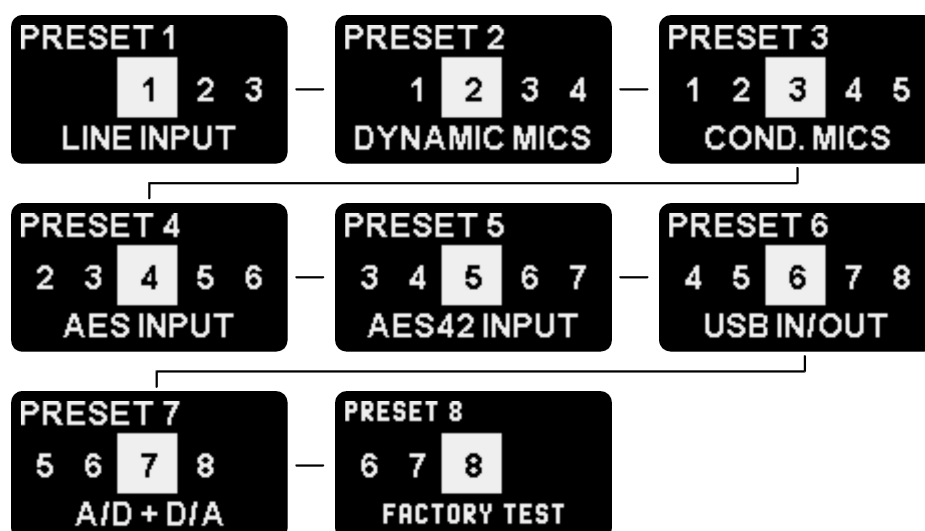 PRESET 1
1 2 3
LINE INPUT
PRESET 2
1 2 3 4
DYNAMIC MICS
PRESET 3
1 2 3 4 5
COND. MICS
PRESET 4
2 3 4 5 6
AES INPUT
PRESET 5
3 4 5 6 7
AES42 INPUT
PRESET 6
4 5 6 7 8
USB IN/OUT
PRESET 7
5 6 7 8
A/D + D/A
PRESET 8
6 7 8
FACTORY TEST